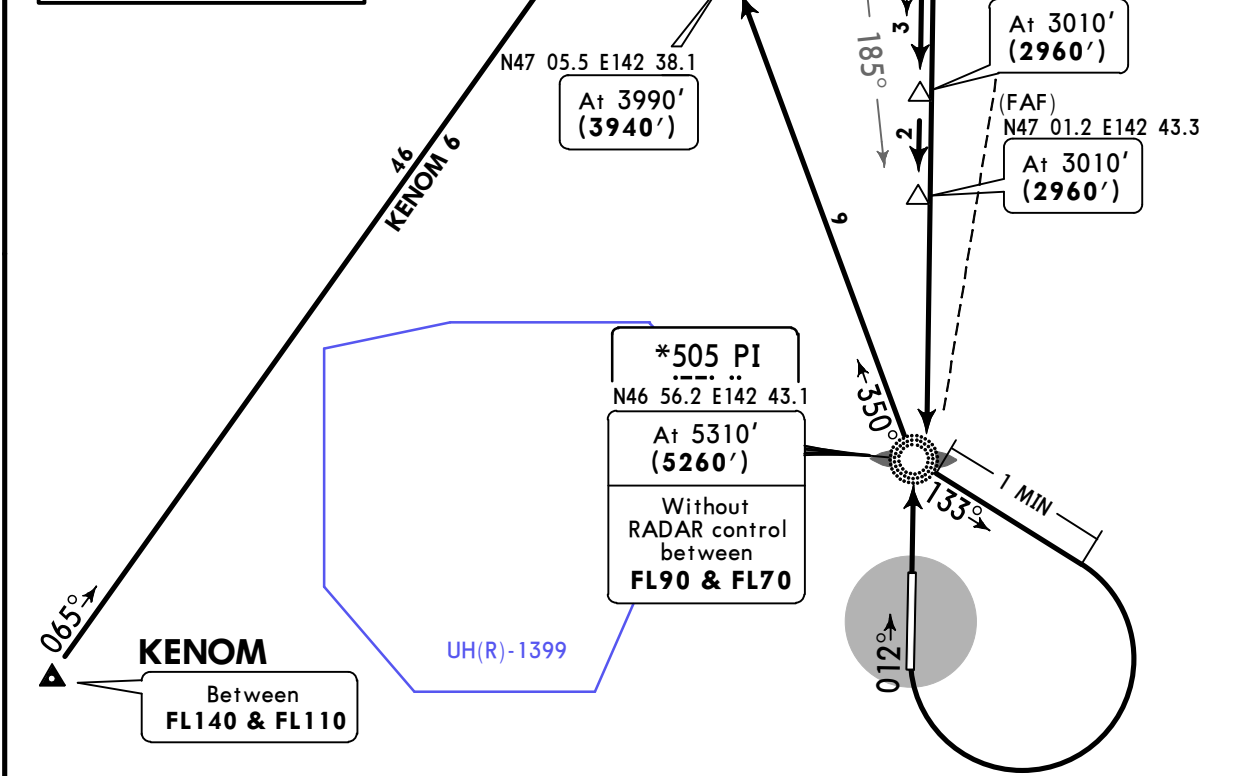 3
At 3010'
(2960')
185°
N47 05.5 E142 38.1
At 3990'
(3940')
(FAF)
N47 01.2 E142 43.3
2
At 3010'
(2960')
46
KENOM 6
9
*505 PI
N46 56.2 E142 43.1
At 5310'
(5260')
Without
RADAR control
between
FL90 & FL70
350°
133°
1 MIN
012°
065°
KENOM
Between
FL140 & FL110
UH(R)-1399